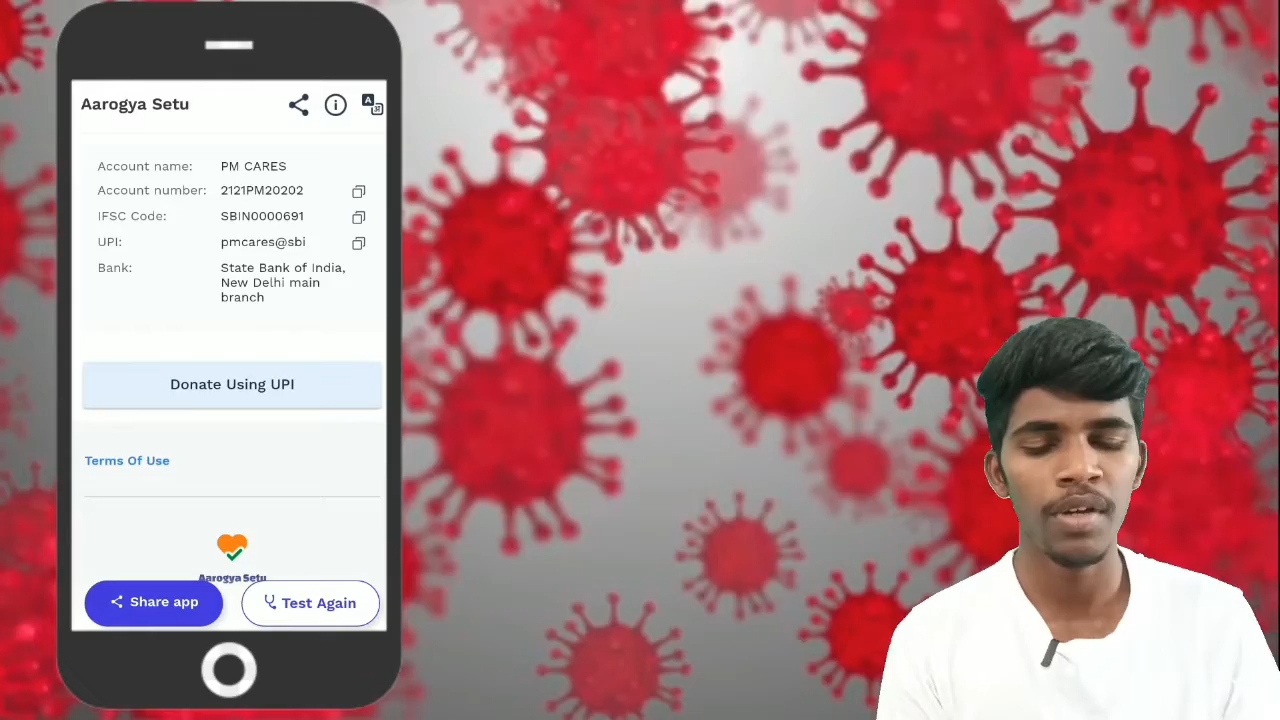 Aarogya Setu
Account name: PM CARES
Account number: 2121PM20202
IFSC Code: SBIN0000691
UPI: pmcares@sbi
Bank: State Bank of India,
New Delhi main
branch
Donate Using UPI
Terms Of Use
Aarogya Setu
Share app
Test Again